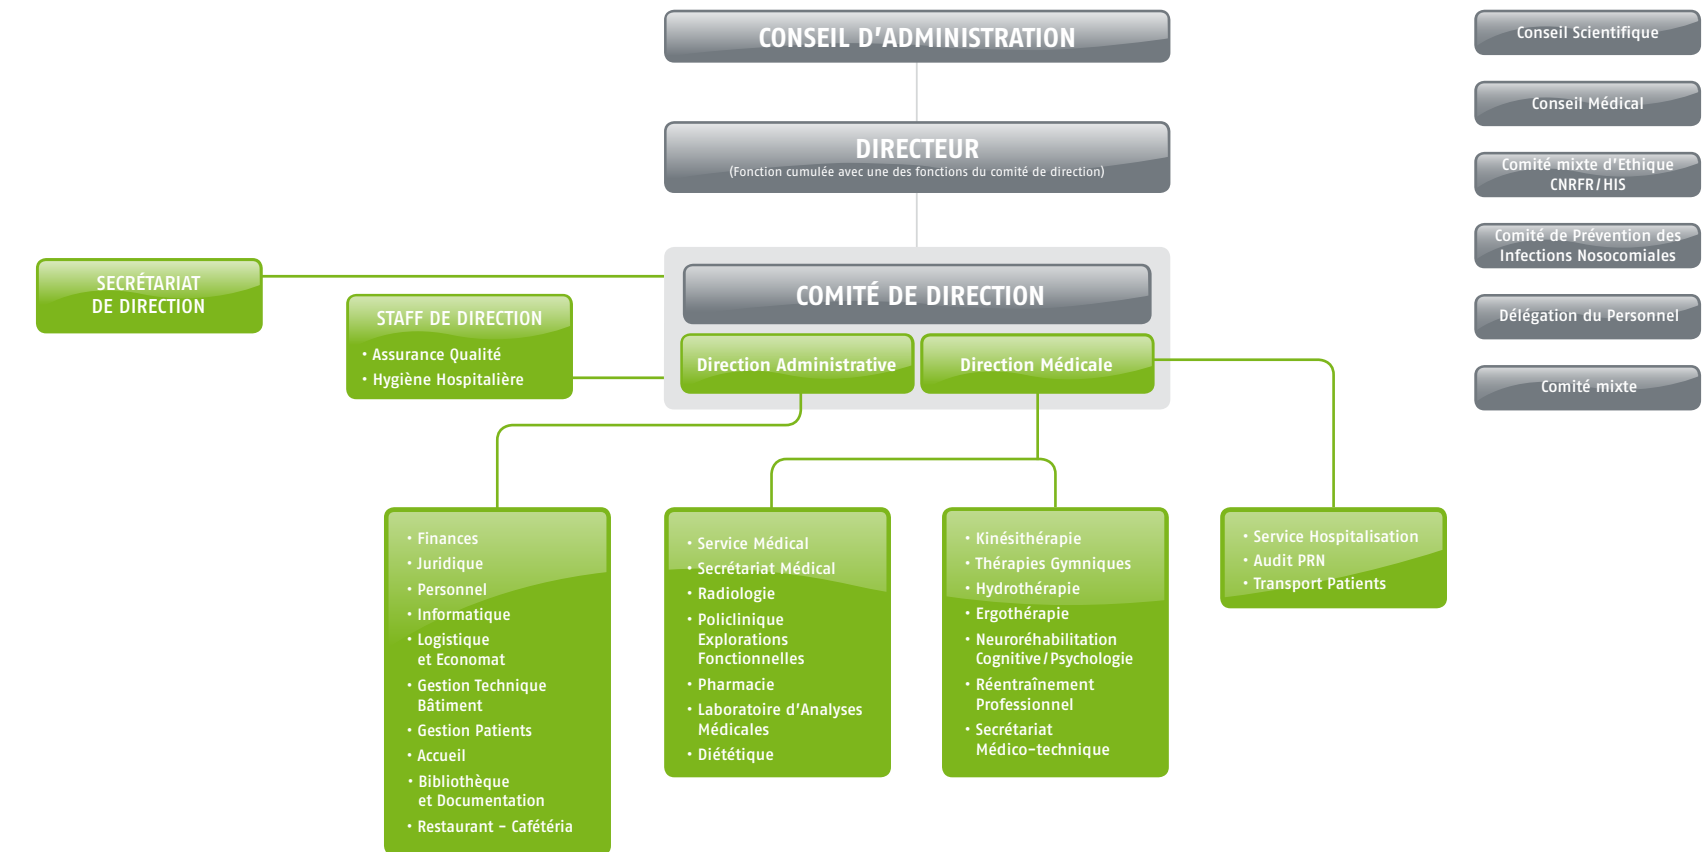 CONSEIL D'ADMINISTRATION
DIRECTEUR
(Fonction cumulée avec une des fonctions du comité de direction)
SECRÉTARIAT
DE DIRECTION
STAFF DE DIRECTION
• Assurance Qualité
• Hygiène Hospitalière
COMITÉ DE DIRECTION
Direction Administrative
Direction Médicale
• Finances
• Juridique
• Personnel
• Informatique
• Logistique
et Economat
• Gestion Technique
Bâtiment
• Gestion Patients
• Accueil
• Bibliothèque
et Documentation
• Restaurant – Cafétéria
• Service Médical
• Secrétariat Médical
• Radiologie
• Policlinique
Explorations
Fonctionnelles
• Pharmacie
• Laboratoire d'Analyses
Médicales
• Diététique
• Kinésithérapie
• Thérapies Gymniques
• Hydrothérapie
• Ergothérapie
• Neuroréhabilitation
Cognitive/Psychologie
• Réentraînement
Professionnel
• Secrétariat
Médico-technique
• Service Hospitalisation
• Audit PRN
• Transport Patients
Conseil Scientifique
Conseil Médical
Comité mixte d'Ethique
CNRFR/HIS
Comité de Prévention des
Infections Nosocomiales
Délégation du Personnel
Comité mixte